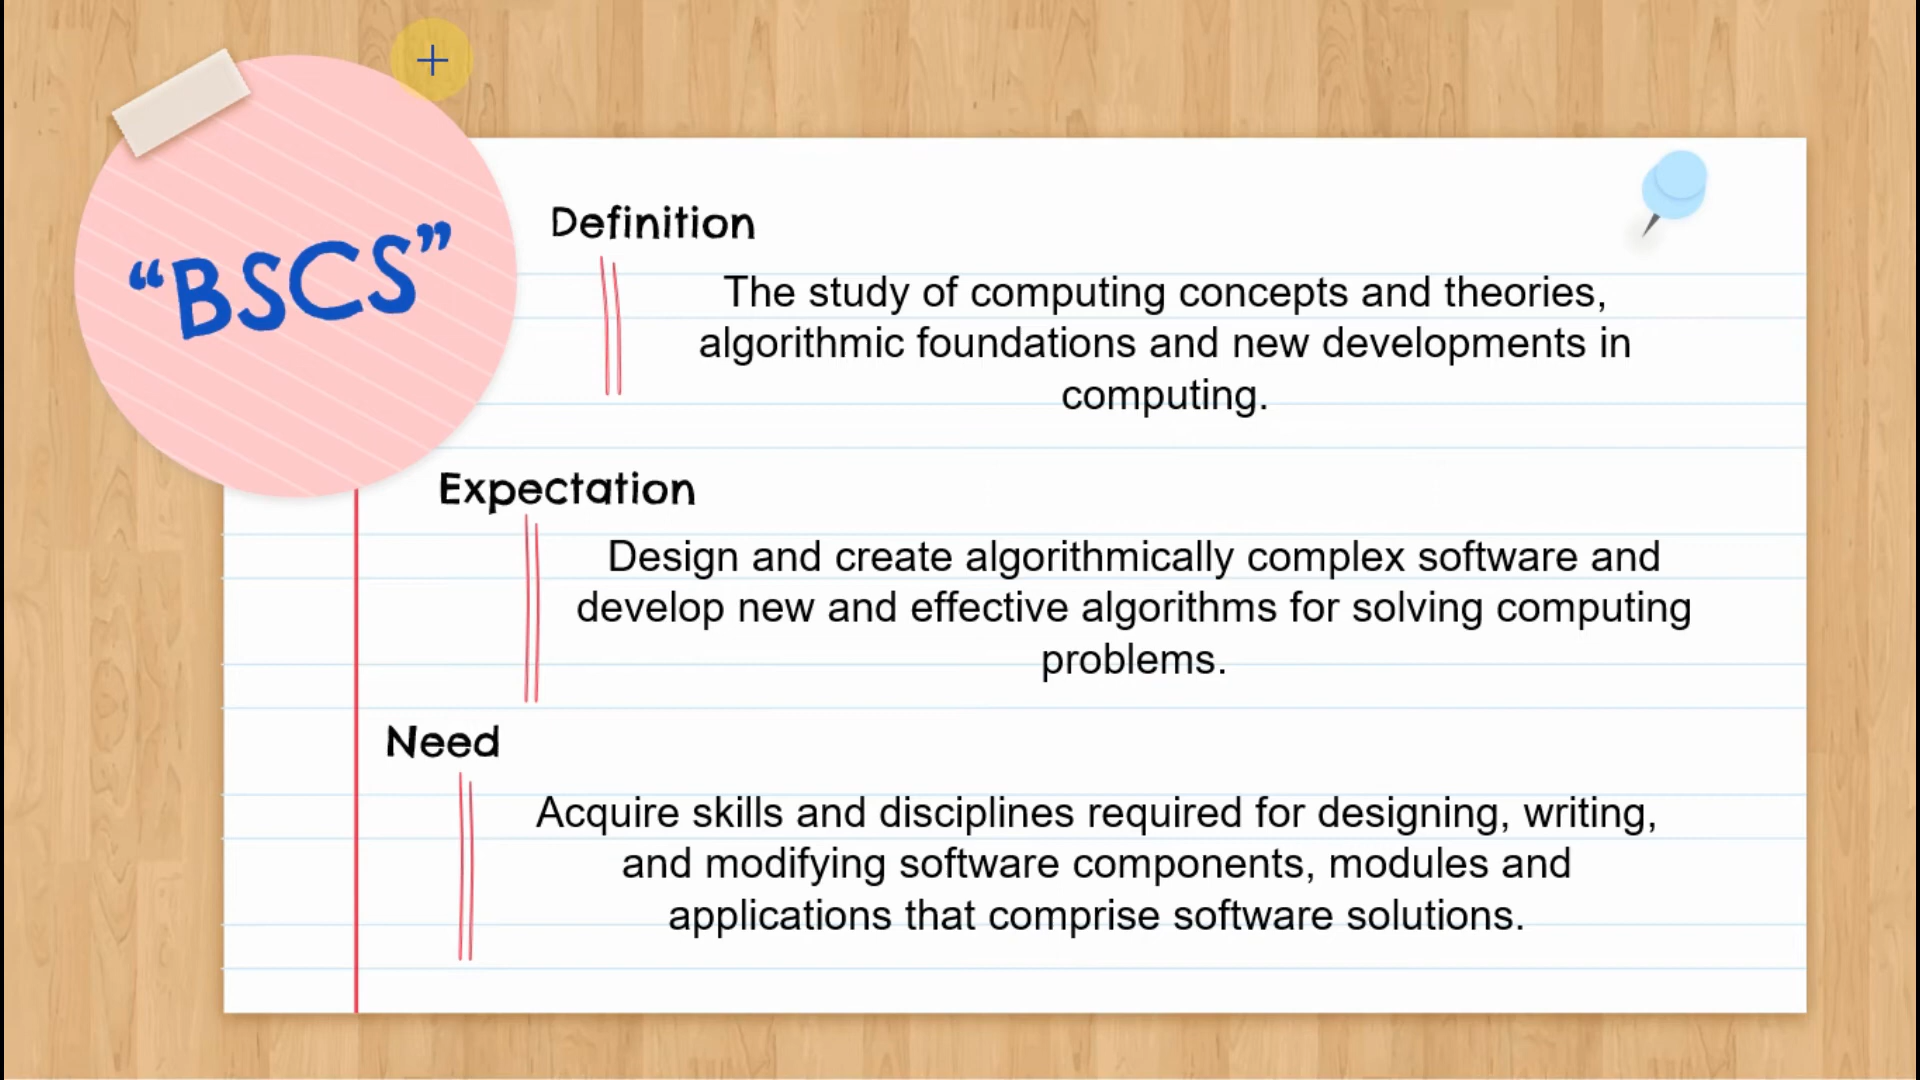 “BSCS”
Definition
The study of computing concepts and theories,
algorithmic foundations and new developments in
computing.
Expectation
Design and create algorithmically complex software and
develop new and effective algorithms for solving computing
problems.
Need
Acquire skills and disciplines required for designing, writing,
and modifying software components, modules and
applications that comprise software solutions.